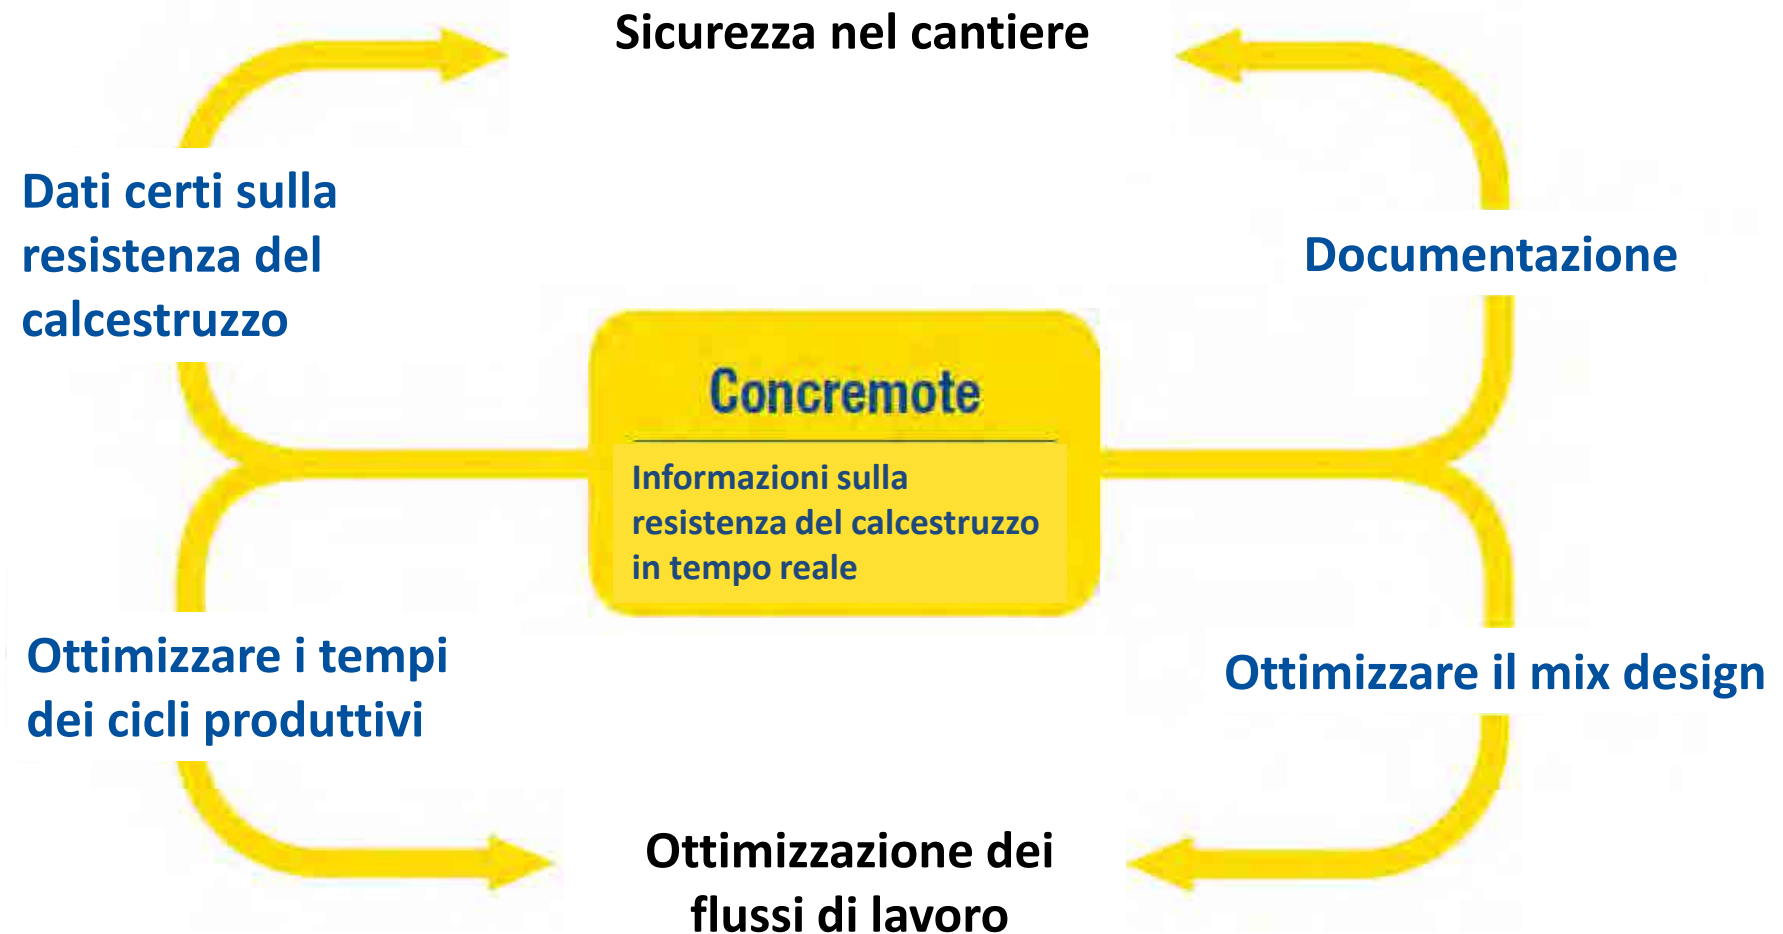 Sicurezza nel cantiere
Dati certi sulla
resistenza del
calcestruzzo
Documentazione
Concremote
Informazioni sulla
resistenza del calcestruzzo
in tempo reale
Ottimizzare i tempi
dei cicli produttivi
Ottimizzare il mix design
Ottimizzazione dei
flussi di lavoro